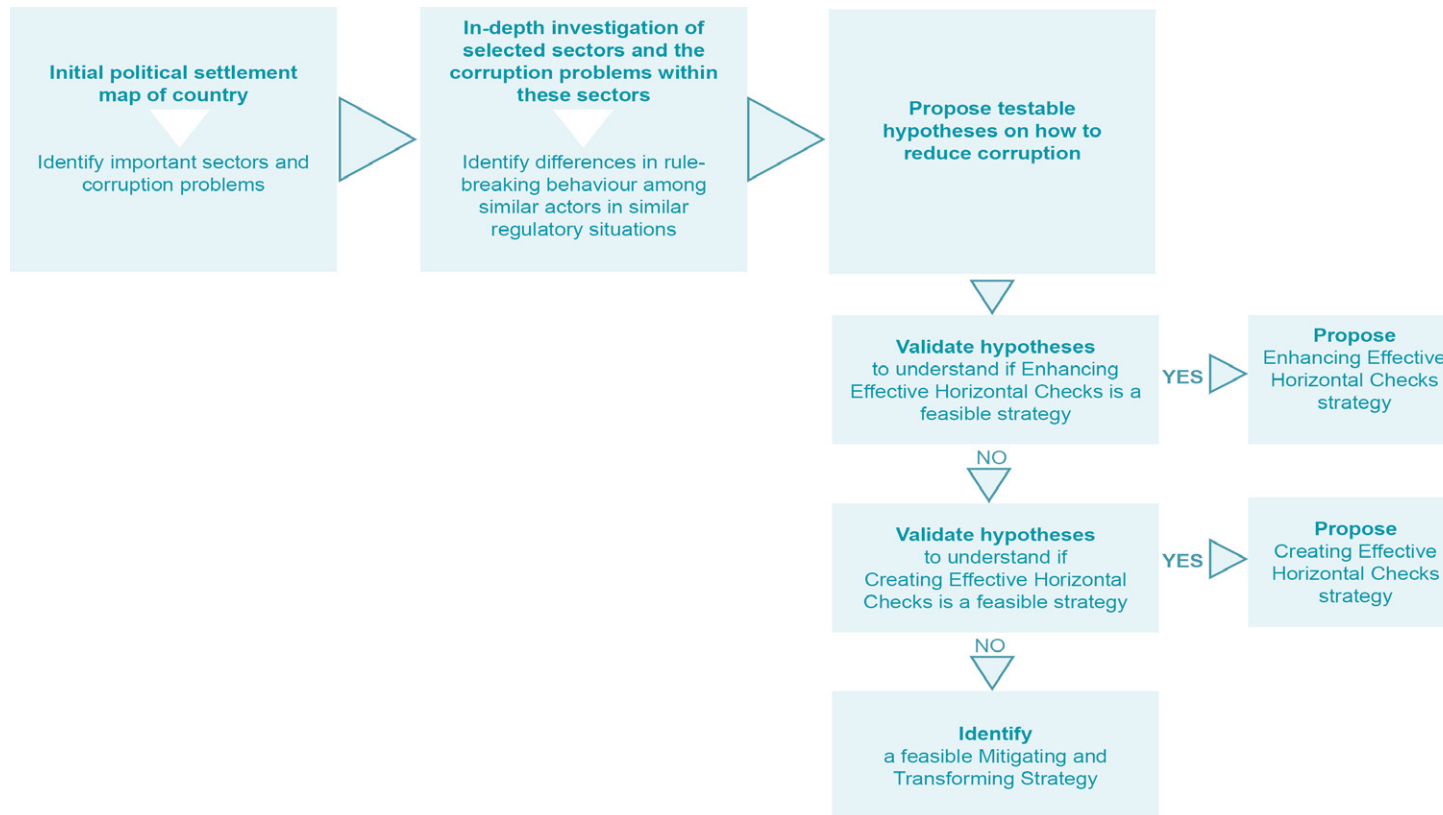 Initial political settlement
map of country
Identify important sectors and
corruption problems
In-depth investigation of
selected sectors and the
corruption problems within
these sectors
Identify differences in rule-
breaking behaviour among
similar actors in similar
regulatory situations
Propose testable
hypotheses on how to
reduce corruption
Validate hypotheses
to understand if Enhancing
Effective Horizontal Checks is a
feasible strategy
YES
Propose
Enhancing Effective
Horizontal Checks
strategy
NO
Validate hypotheses
to understand if
Creating Effective Horizontal
Checks is a feasible strategy
YES
Propose
Creating Effective
Horizontal Checks
strategy
NO
Identify
a feasible Mitigating and
Transforming Strategy